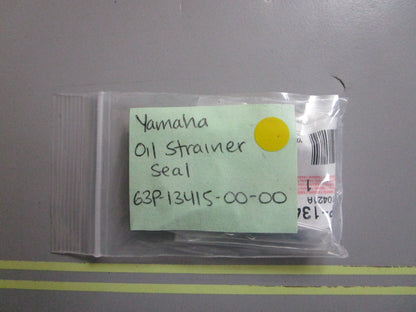 Yamaha
Oil Strainer
Seal
63P-13415-00-00